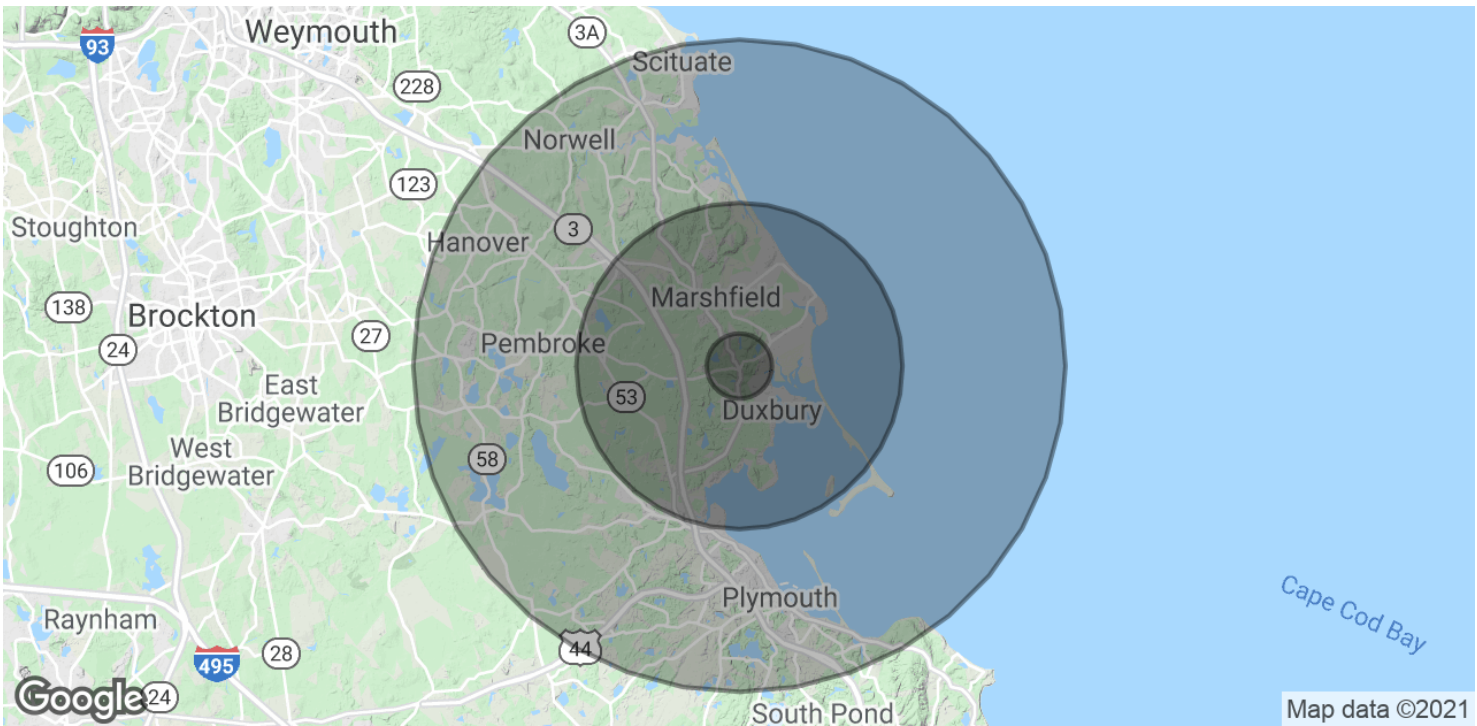 Weymouth
93
3A
Scituate
228
Norwell
123
Stoughton
3
Hanover
138
Brockton
Marshfield
27
Pembroke
24
East
Bridgewater
53
Duxbury
West
Bridgewater
106
58
Plymouth
Cape Cod Bay
Raynham
44
28
495
Google
24
South Pond
Map data ©2021